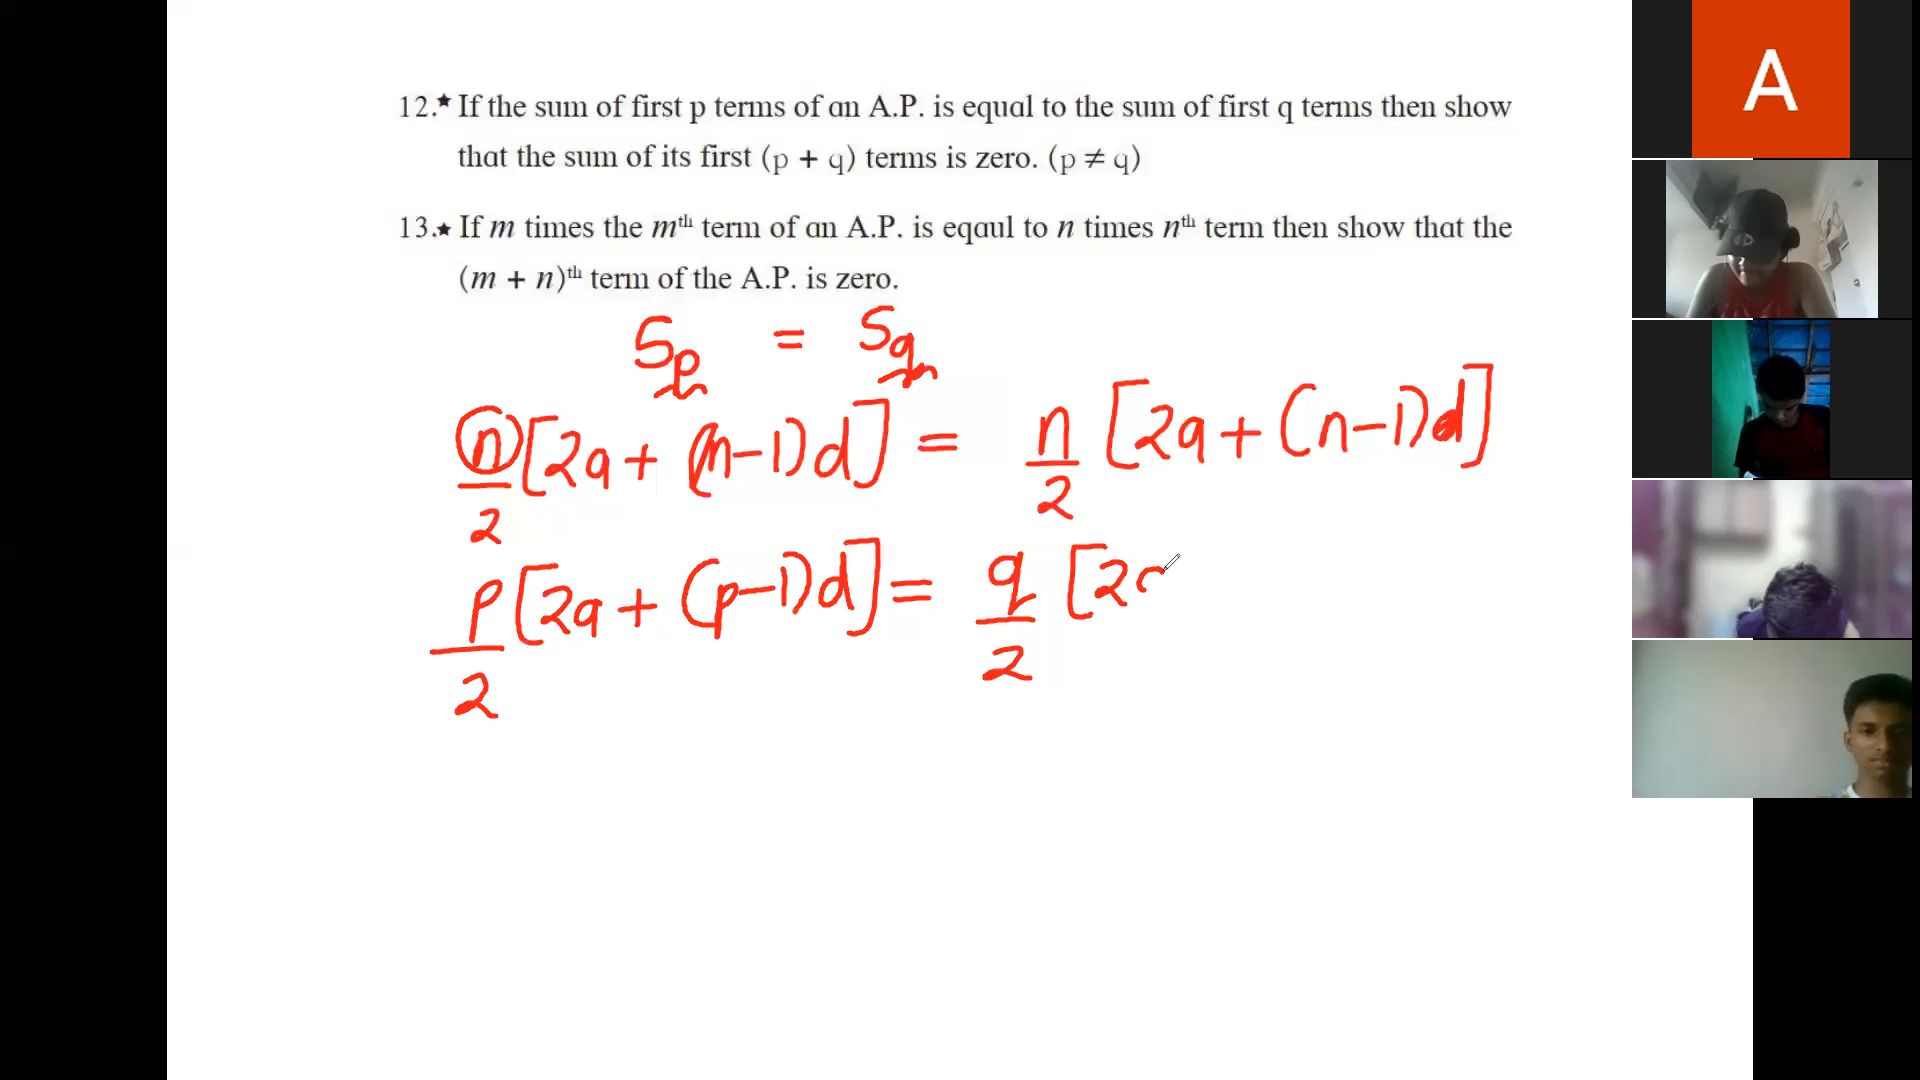 12.★ If the sum of first p terms of an A.P. is equal to the sum of first q terms then show
that the sum of its first (p + q) terms is zero. (p ≠ q)
13.★ If m times the mᵗʰ term of an A.P. is eqaul to n times nᵗʰ term then show that the
(m + n)ᵗʰ term of the A.P. is zero.
Sp = Sq
n/2 [2a + (n-1)d] = n/2 [2a + (n-1)d]
p/2 [2a + (p-1)d] = q/2 [2a
A